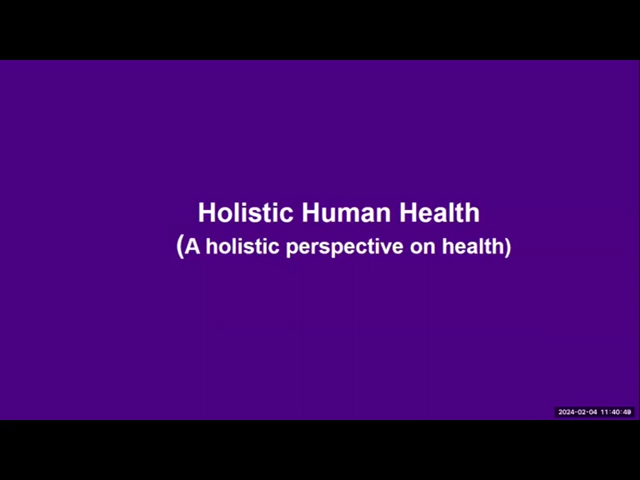 Holistic Human Health
(A holistic perspective on health)
2024-02-04 11:40:49